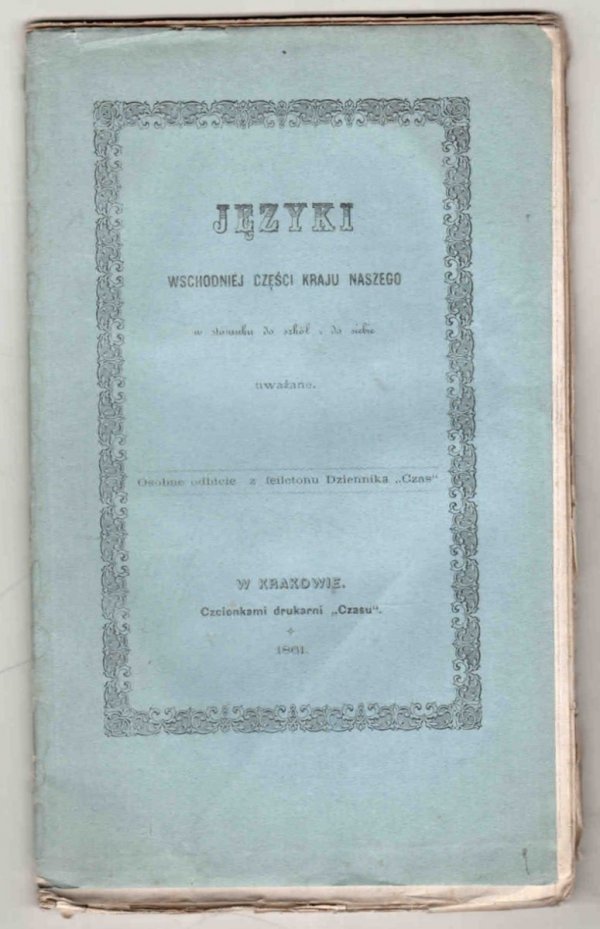 JĘZYKI
WSCHODNIEJ CZĘŚCI KRAJU NASZEGO
w stosunku do szkół i do siebie
uważane.
Osobne odbicie z feiletonu Dziennika „Czas“
W KRAKOWIE.
Czcionkami drukarni „Czasu“.
1861.